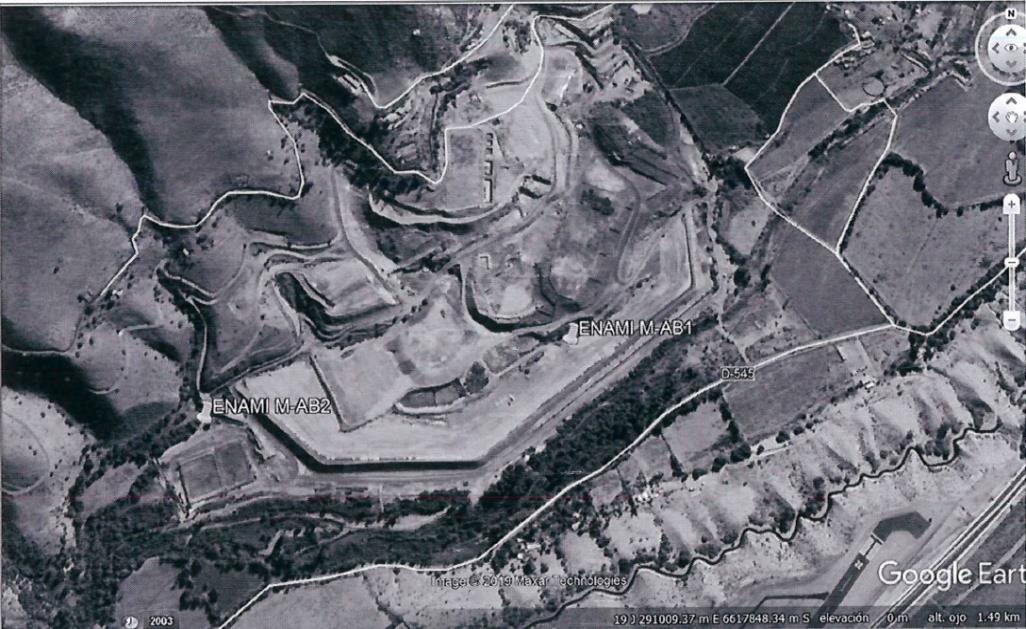 N
ENAMI M-AB1
D-545
ENAMI M-AB2
Image © 2019 Maxar Technologies
Google Eart
2003
19 J 291009.37 m E 6617848.34 m S elevación 0 m alt. ojo 1.49 km